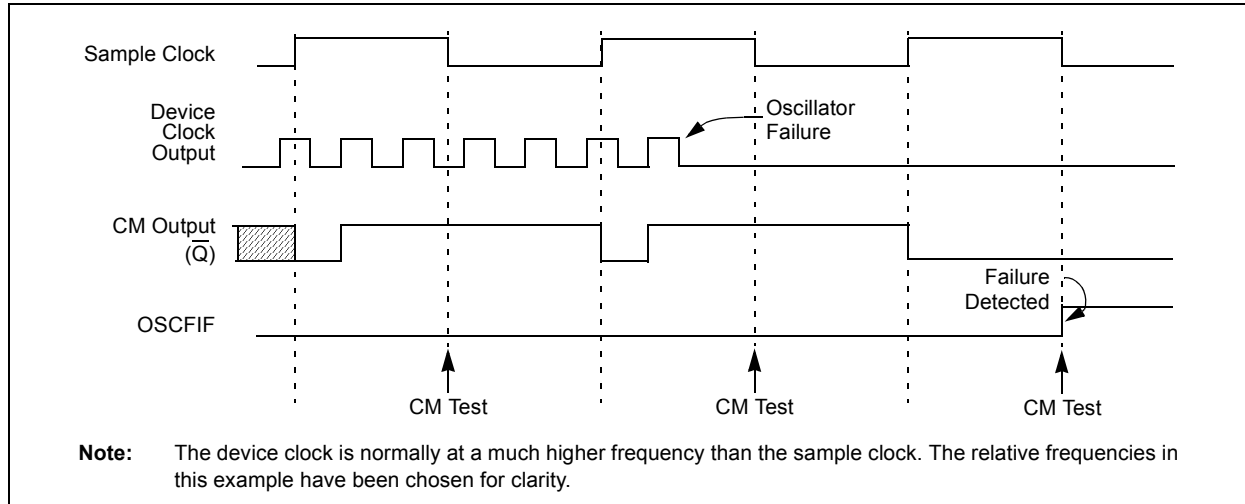 Sample Clock
Device
Clock
Output
Oscillator
Failure
CM Output
(Q̅)
Failure
Detected
OSCFIF
CM Test
CM Test
CM Test
Note: The device clock is normally at a much higher frequency than the sample clock. The relative frequencies in
this example have been chosen for clarity.